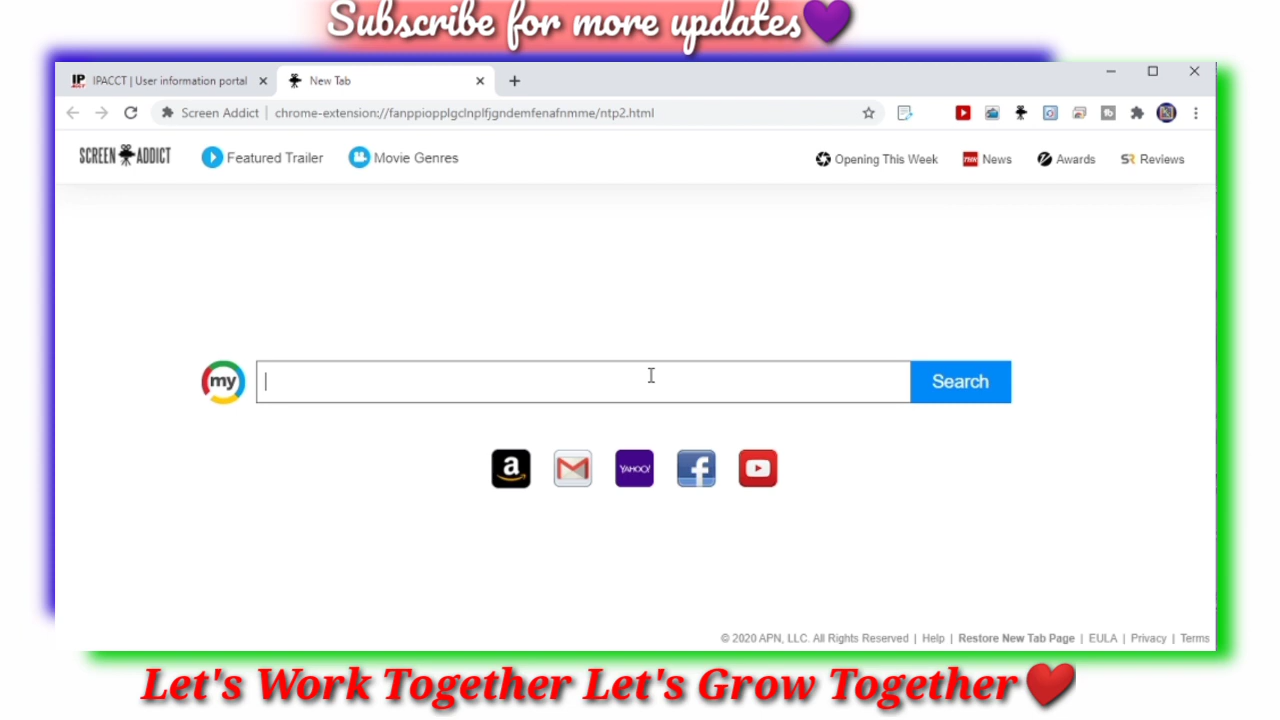 Subscribe for more updates💜
IPACCT | User information portal
New Tab
Screen Addict | chrome-extension://fanppiopplgclnplfjgndemfenafnmme/ntp2.html
SCREEN ADDICT
Featured Trailer
Movie Genres
Opening This Week
News
Awards
SR Reviews
my
Search
a
YAHOO!
f
© 2020 APN, LLC. All Rights Reserved | Help | Restore New Tab Page | EULA | Privacy | Terms
Let's Work Together Let's Grow Together❤️